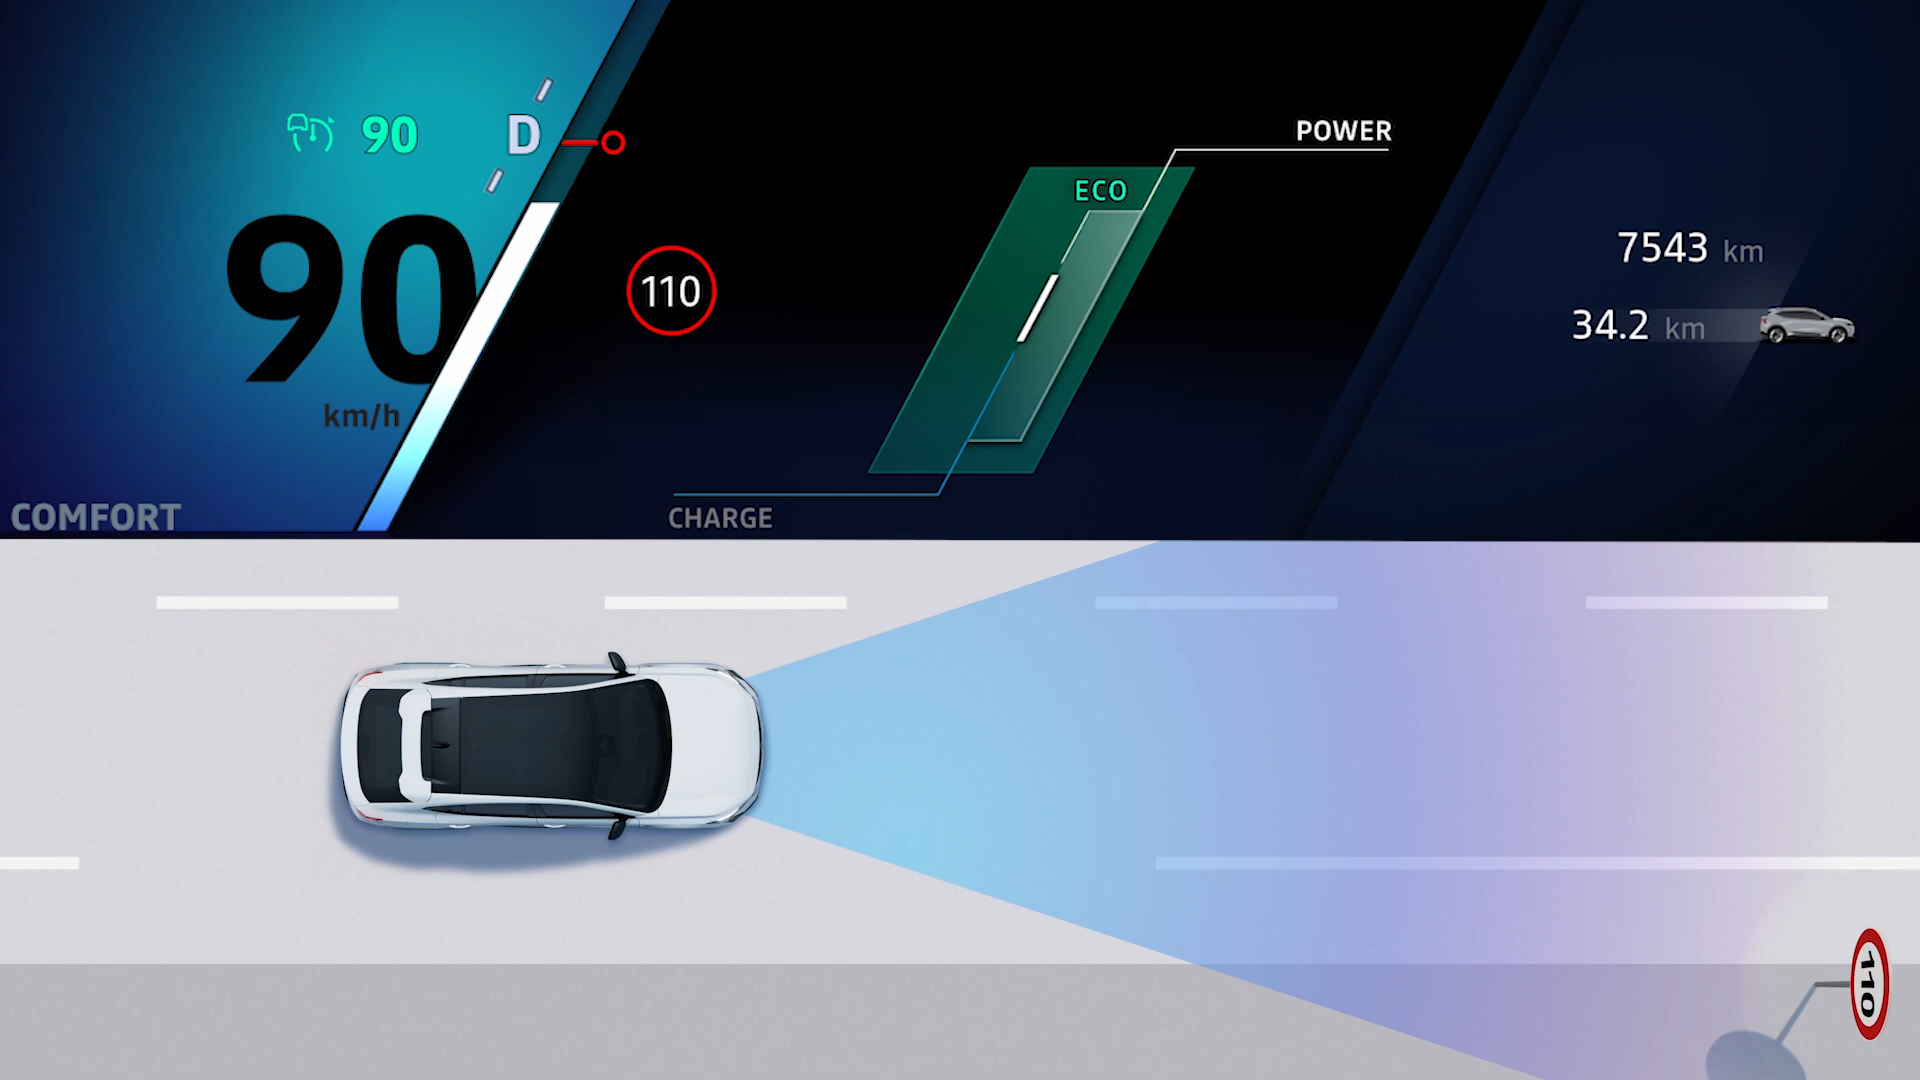 90
D
90
km/h
COMFORT
110
POWER
ECO
CHARGE
7543 km
34.2 km
110